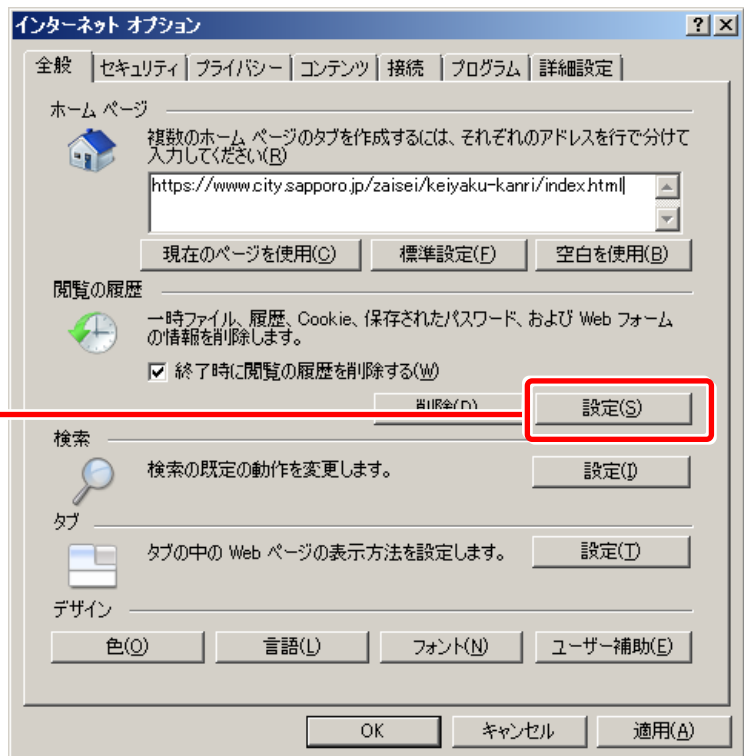 インターネット オプション
全般 セキュリティ プライバシー コンテンツ 接続 プログラム 詳細設定
ホーム ページ
複数のホーム ページのタブを作成するには、それぞれのアドレスを行で分けて
入力してください(R)
https://www.city.sapporo.jp/zaisei/keiyaku-kanri/index.html
現在のページを使用(C) 標準設定(F) 空白を使用(B)
閲覧の履歴
一時ファイル、履歴、Cookie、保存されたパスワード、および Web フォーム
の情報を削除します。
終了時に閲覧の履歴を削除する(W)
削除(D) 設定(S)
検索
検索の既定の動作を変更します。 設定(I)
タブ
タブの中の Web ページの表示方法を設定します。 設定(T)
デザイン
色(O) 言語(L) フォント(N) ユーザー補助(E)
OK キャンセル 適用(A)